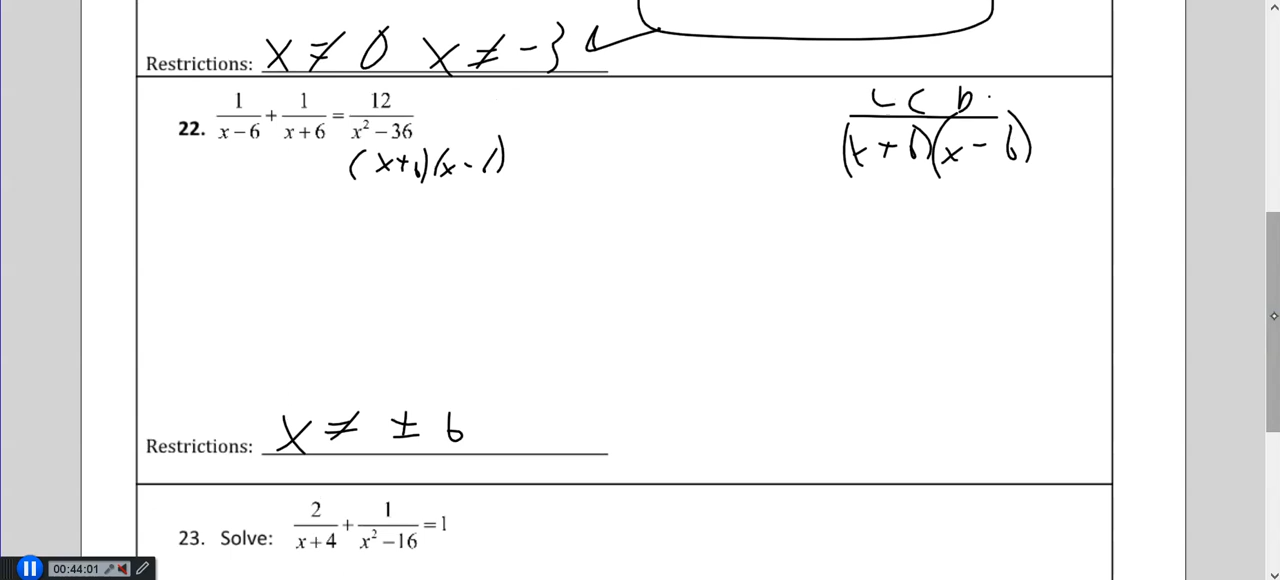 Restrictions: x ≠ 0 x ≠ -3
22. 1/(x-6) + 1/(x+6) = 12/(x²-36)
LCD
(x+6)(x-6)
(x+6)(x-6)
Restrictions: x ≠ ± 6
23. Solve: 2/(x+4) + 1/(x²-16) = 1
00:44:01